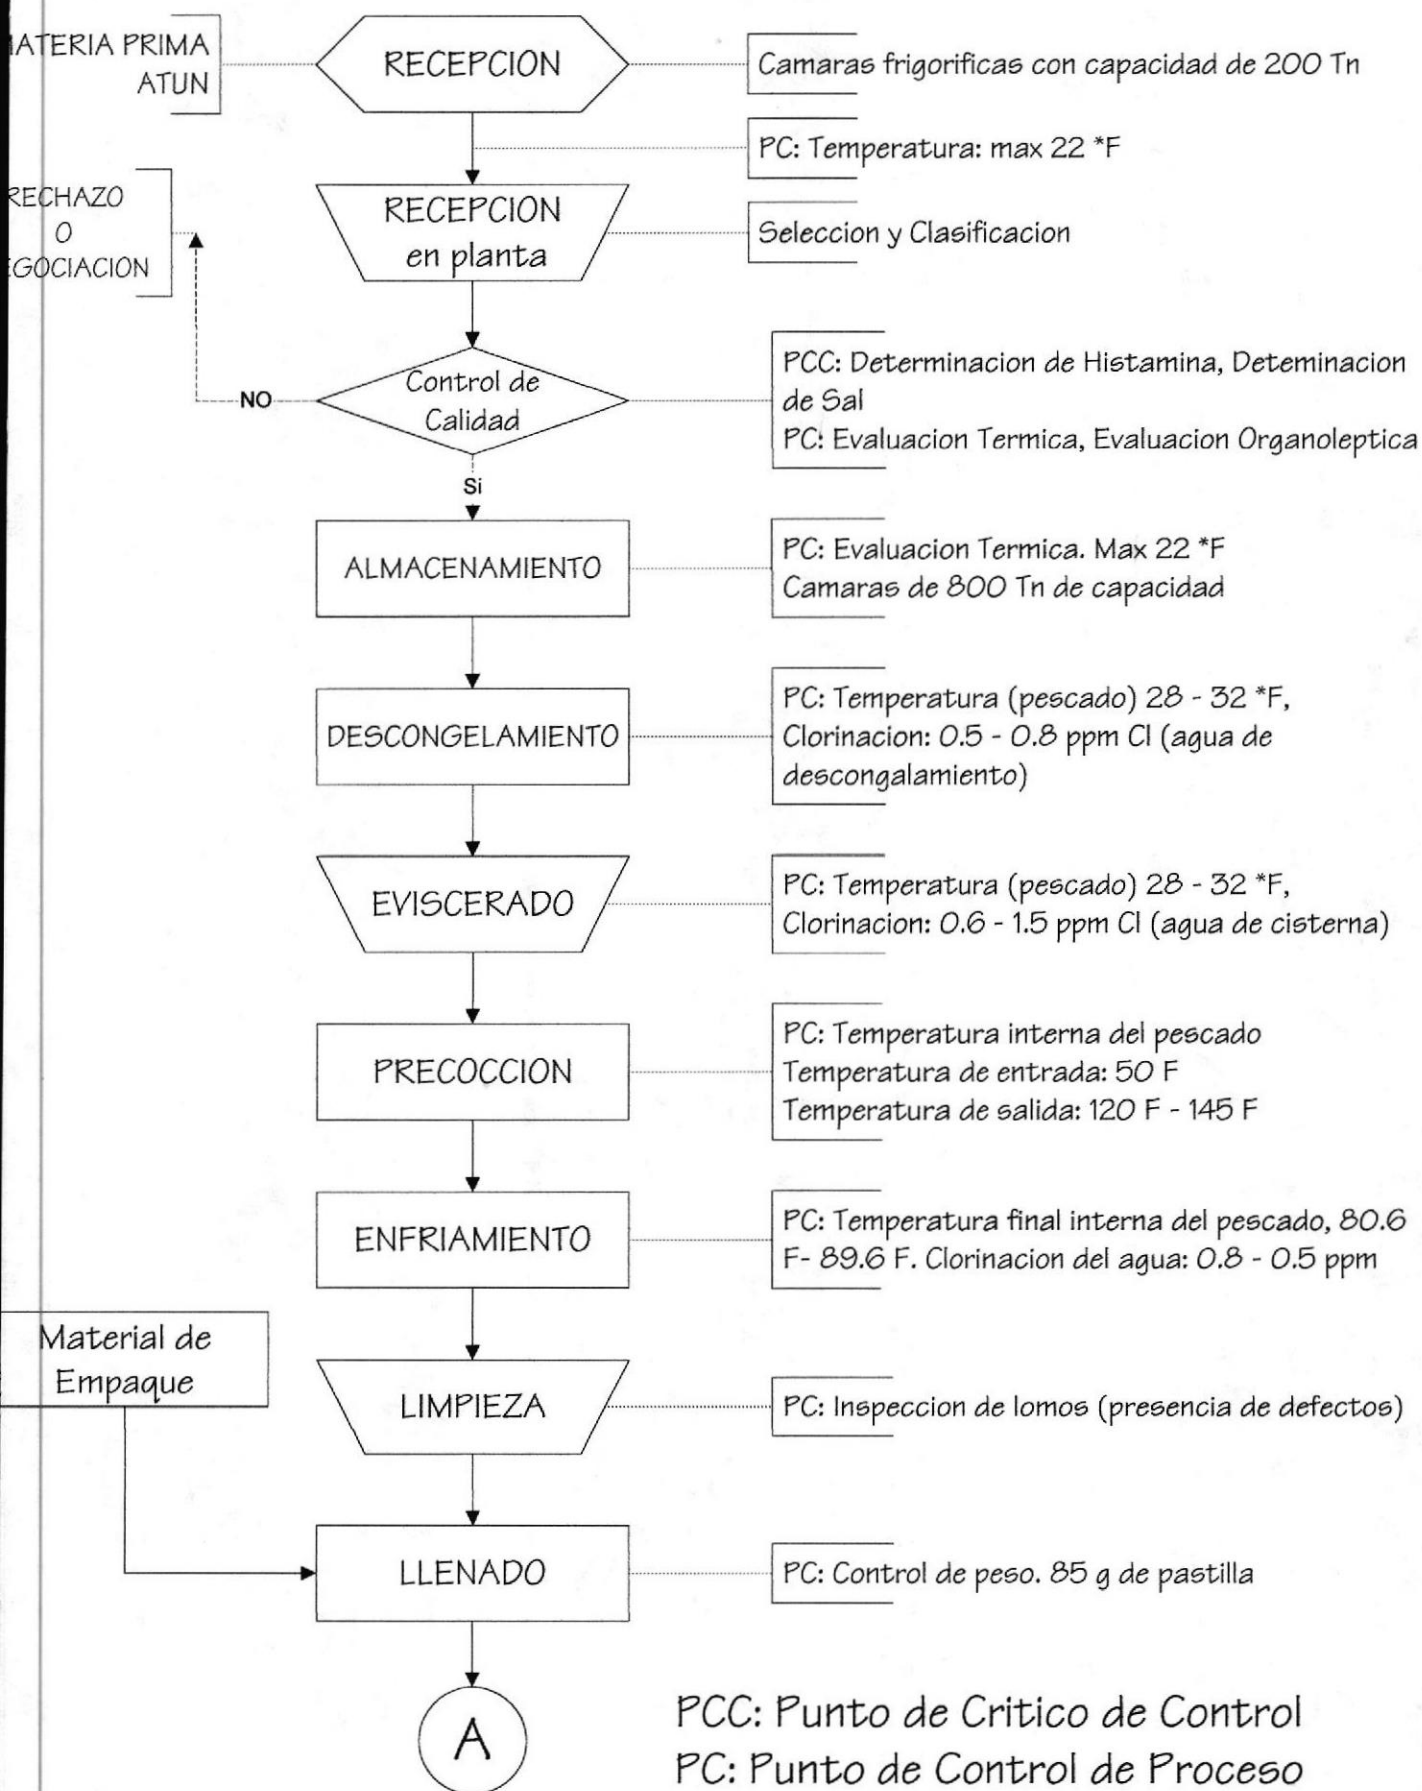 MATERIA PRIMA
ATUN
RECEPCION
Camaras frigorificas con capacidad de 200 Tn
PC: Temperatura: max 22 *F
RECHAZO
O
EGOCIACION
RECEPCION
en planta
Seleccion y Clasificacion
NO
Control de
Calidad
PCC: Determinacion de Histamina, Deteminacion
de Sal
PC: Evaluacion Termica, Evaluacion Organoleptica
Si
ALMACENAMIENTO
PC: Evaluacion Termica. Max 22 *F
Camaras de 800 Tn de capacidad
DESCONGELAMIENTO
PC: Temperatura (pescado) 28 - 32 *F,
Clorinacion: 0.5 - 0.8 ppm Cl (agua de
descongalamiento)
EVISCERADO
PC: Temperatura (pescado) 28 - 32 *F,
Clorinacion: 0.6 - 1.5 ppm Cl (agua de cisterna)
PRECOCCION
PC: Temperatura interna del pescado
Temperatura de entrada: 50 F
Temperatura de salida: 120 F - 145 F
ENFRIAMIENTO
PC: Temperatura final interna del pescado, 80.6
F- 89.6 F. Clorinacion del agua: 0.8 - 0.5 ppm
Material de
Empaque
LIMPIEZA
PC: Inspeccion de lomos (presencia de defectos)
LLENADO
PC: Control de peso. 85 g de pastilla
A
PCC: Punto de Critico de Control
PC: Punto de Control de Proceso